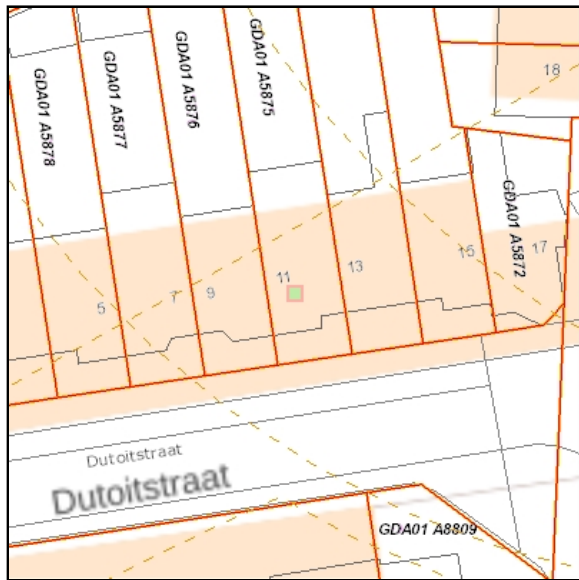 18
GDA01 A5878
GDA01 A5877
GDA01 A5876
GDA01 A5875
GDA01 A5872
5
7
9
11
13
15
17
Dutoitstraat
Dutoitstraat
GDA01 A8809